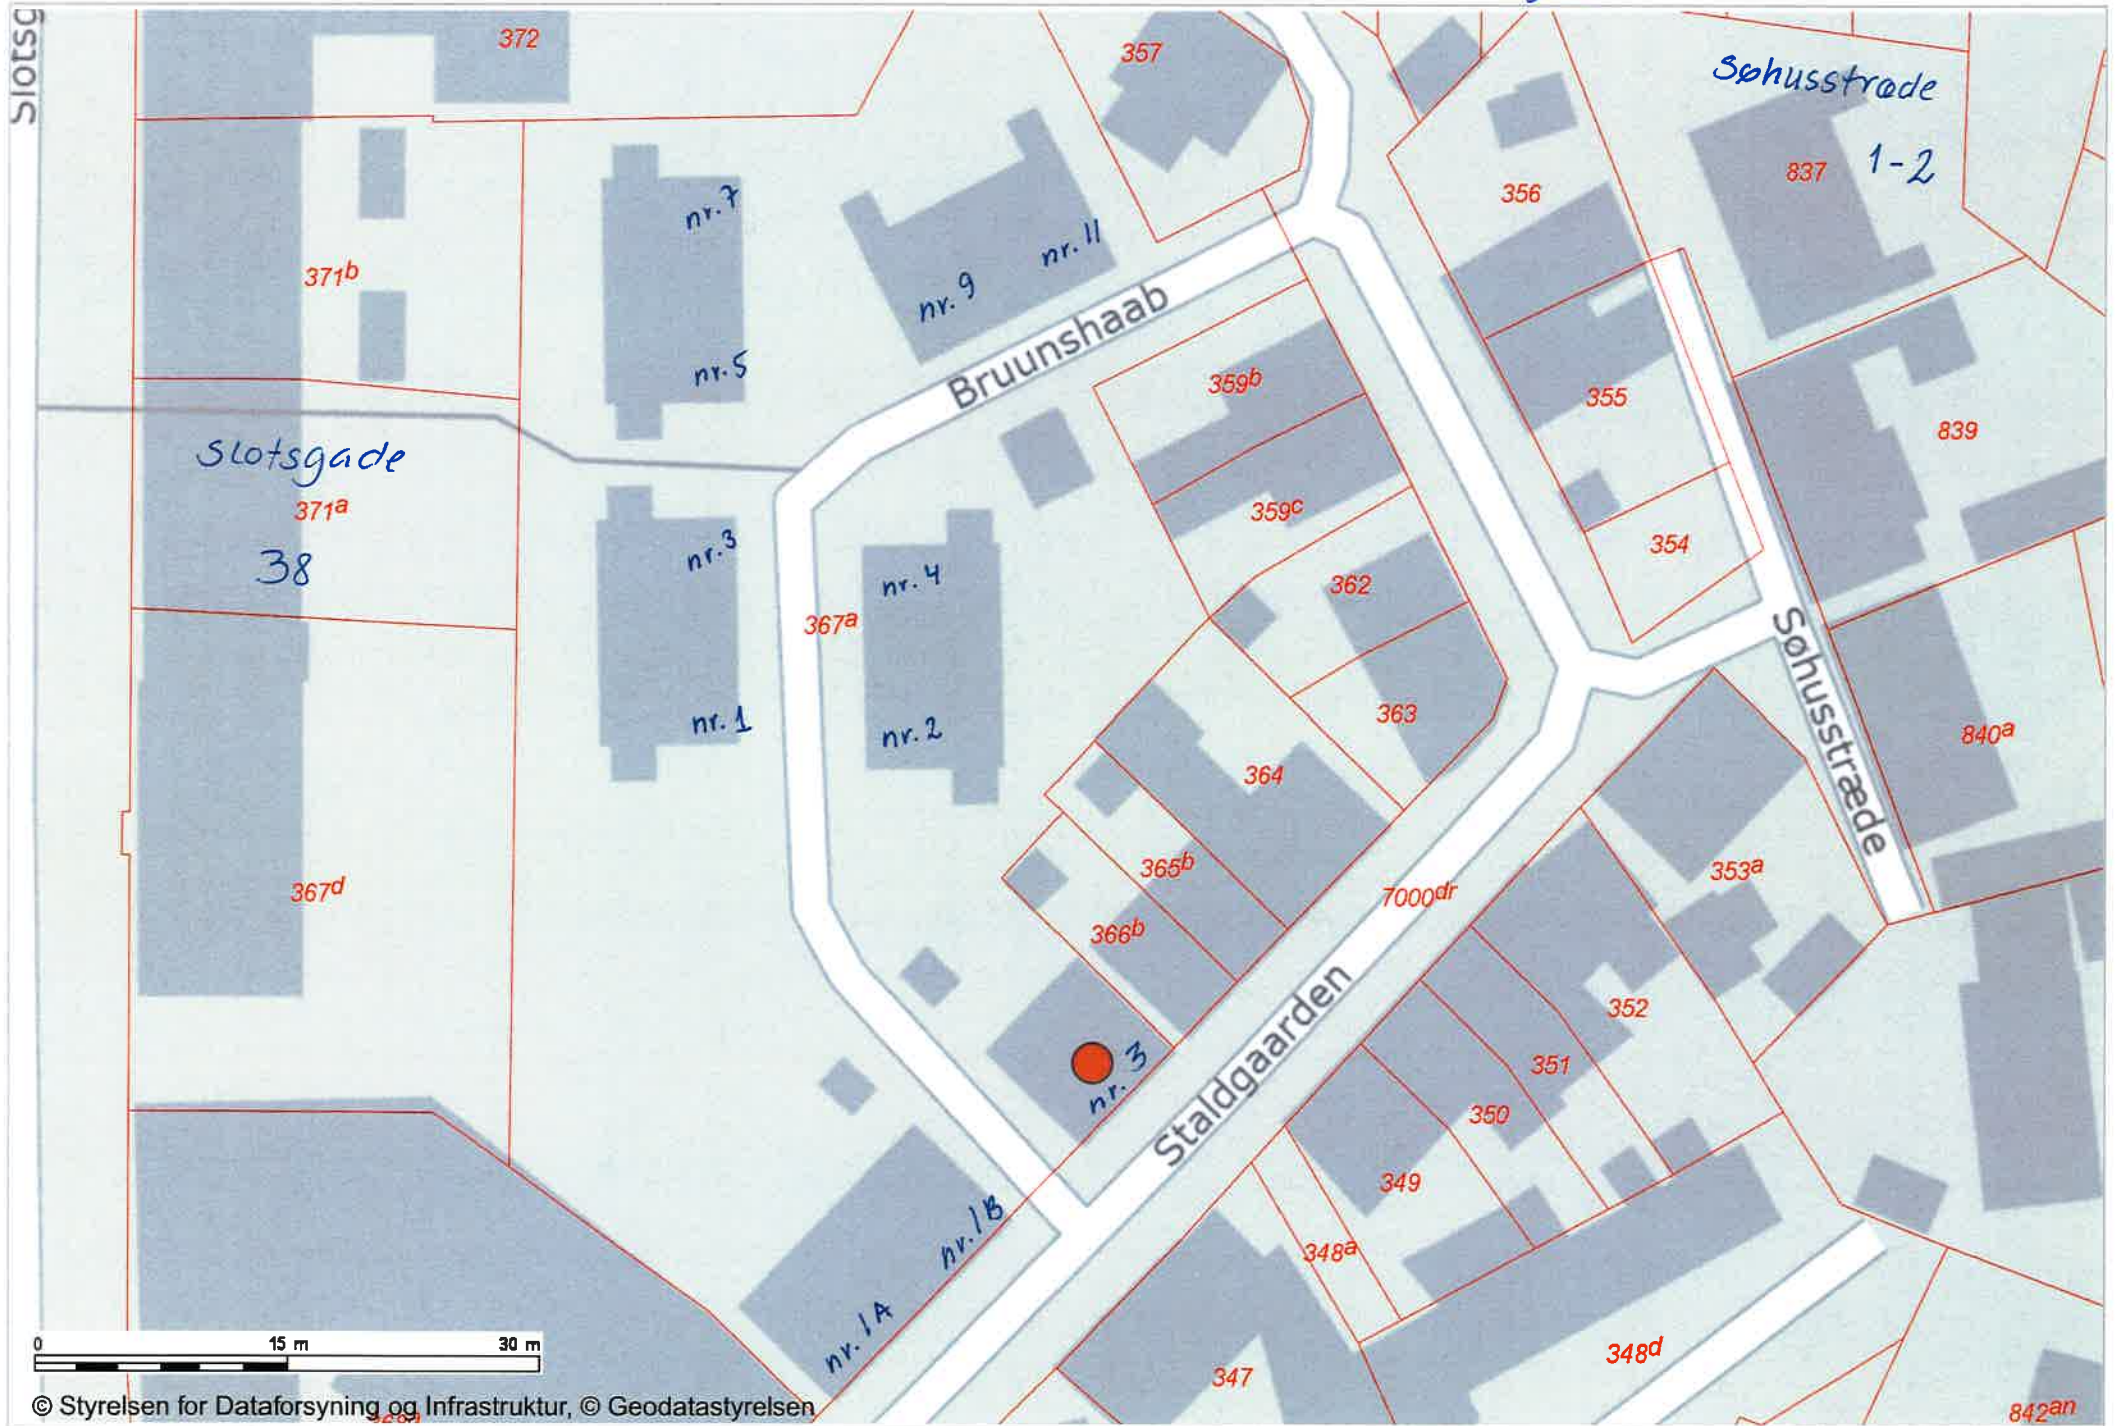 Slotsg
372
357
Søhusstræde
1-2
837
356
nr. 7
nr. 11
nr. 9
371b
Bruunshaab
nr. 5
359b
355
839
Slotsgade
371a
38
359c
nr. 3
354
nr. 4
362
367a
Søhusstræde
363
nr. 1
nr. 2
840a
364
365b
353a
7000dr
367d
366b
352
Staldgaarden
nr. 3
351
350
349
nr. 1B
348a
nr. 1A
0 15 m 30 m
348d
347
© Styrelsen for Dataforsyning og Infrastruktur, © Geodatastyrelsen
842an